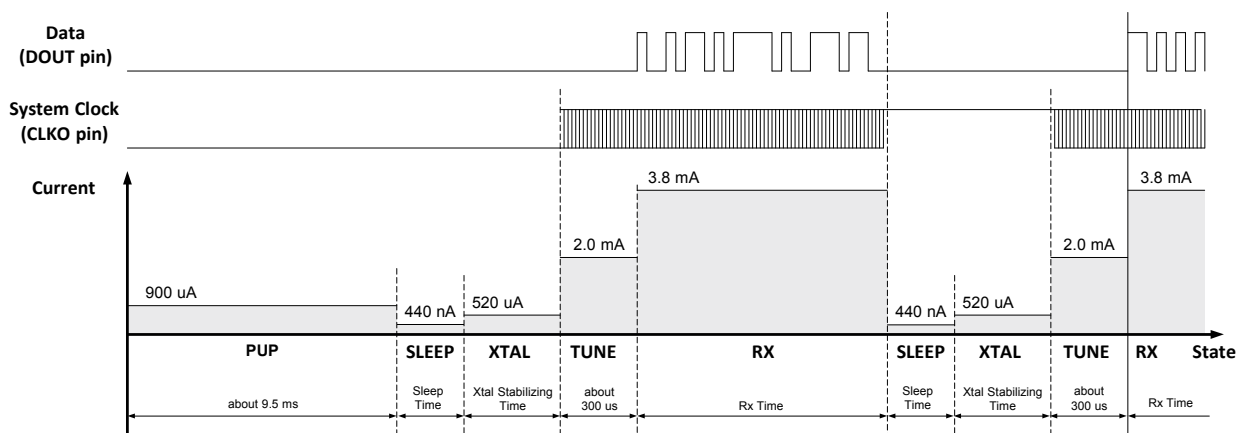 Data
(DOUT pin)
System Clock
(CLKO pin)
Current
3.8 mA
3.8 mA
2.0 mA
2.0 mA
900 uA
440 nA
520 uA
440 nA
520 uA
PUP
SLEEP
XTAL
TUNE
RX
SLEEP
XTAL
TUNE
RX
State
about 9.5 ms
Sleep
Time
Xtal Stabilizing
Time
about
300 us
Rx Time
Sleep
Time
Xtal Stabilizing
Time
about
300 us
Rx Time